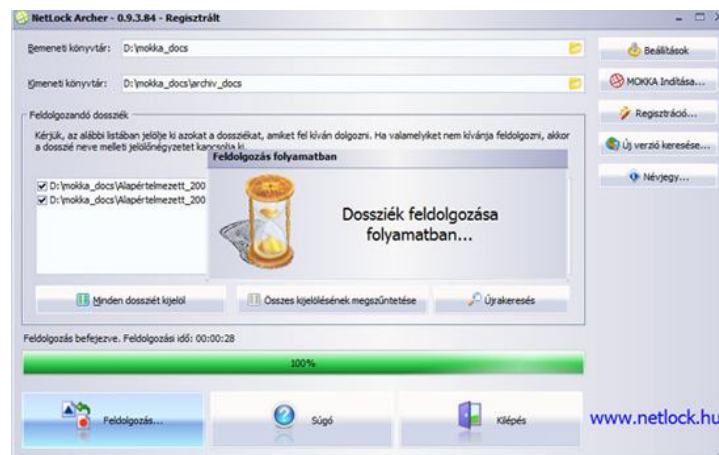 NetLock Archer - 0.9.3.84 - Regisztrált
Bemeneti könyvtár: D:\mokka_docs
Kimeneti könyvtár: D:\mokka_docs\archiv_docs
Feldolgozandó dossziék
Kérjük, az alábbi listában jelölje ki azokat a dossziékat, amiket fel kíván dolgozni. Ha valamelyiket nem kívánja feldolgozni, akkor
a dosszié neve melleti jelölőnégyzetet kapcsolja ki.
Feldolgozás folyamatban
D:\mokka_docs\Alapértelmezett_200
D:\mokka_docs\Alapértelmezett_200
Dossziék feldolgozása
folyamatban...
Minden dossziét kijelöl
Összes kijelölésének megszűntetése
Újrakeresés
Feldolgozás befejezve. Feldolgozási idő: 00:00:28
100%
Feldolgozás...
Súgó
Kilépés
Beállítások
MOKKA Indítása...
Regisztráció...
Új verzió keresése...
Névjegy...
www.netlock.hu